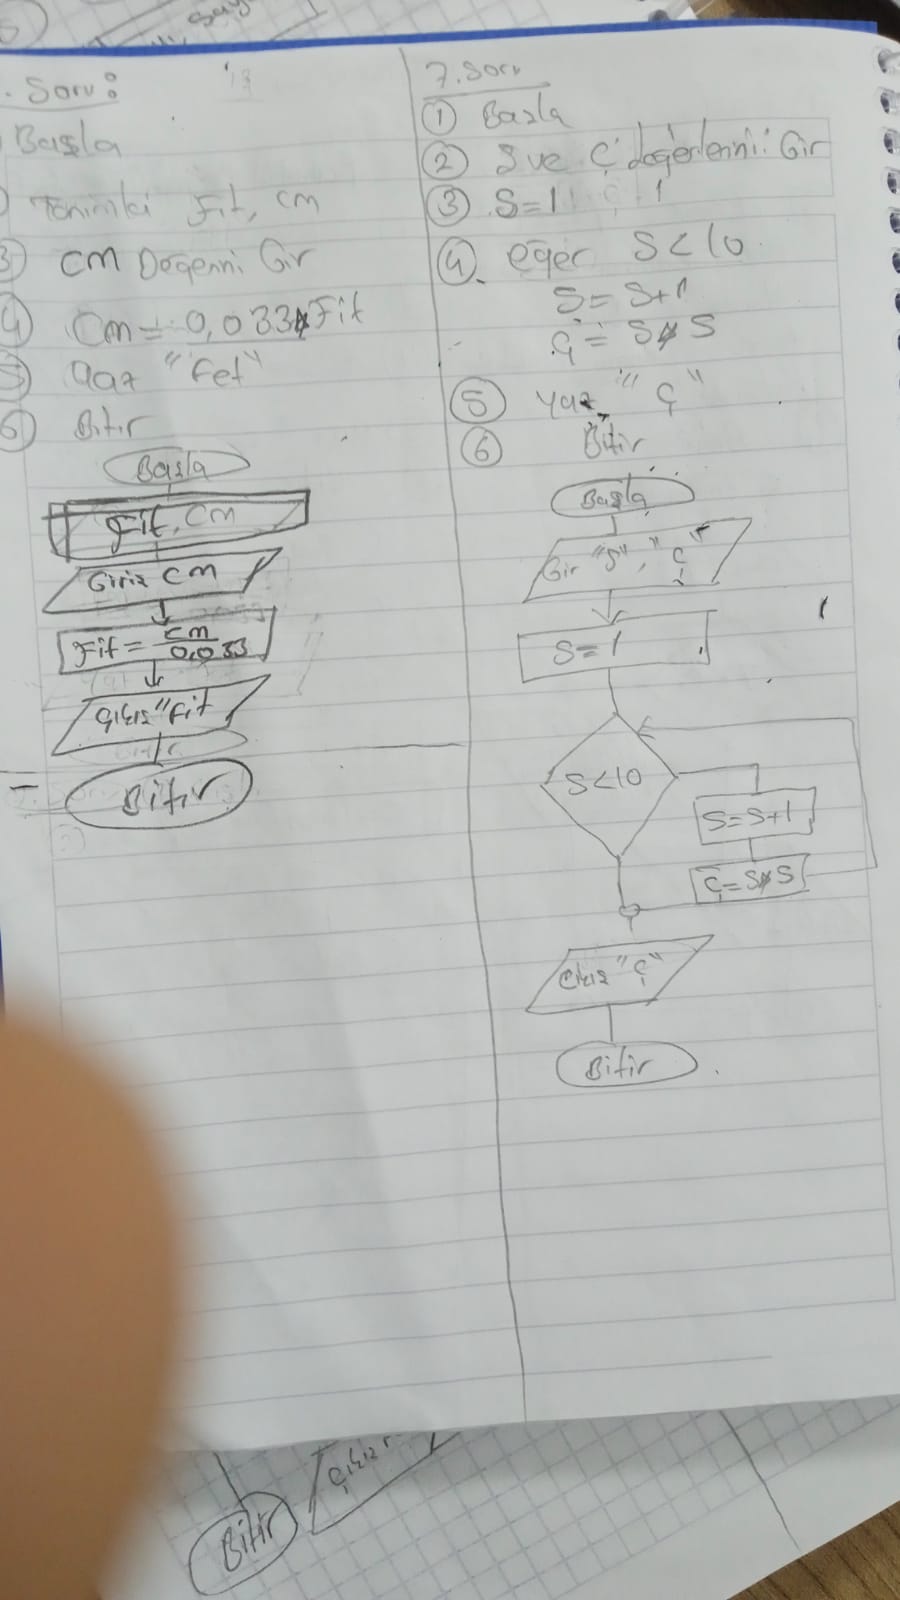 Soru:
Başla
Tanımla Fit, cm
3) cm Değerini Gir
4) Cm = 0,033*Fit
5) Yaz "Fet"
6) Bitir
Başla
Fit, Cm
Giriş Cm
Fit = cm / 0,033
Çıkış "Fit
Bitir
7. Soru
1 Başla
2 S ve Ç değerlerini Gir
3 S=1
4. eğer S<10
S= S+1
Ç = S*S
5 yaz "Ç"
6 Bitir
Başla
Gir "S", "Ç"
S=1
S<10
S=S+1
Ç=S*S
Çıkış "Ç"
Bitir
Çıkış
Bitir